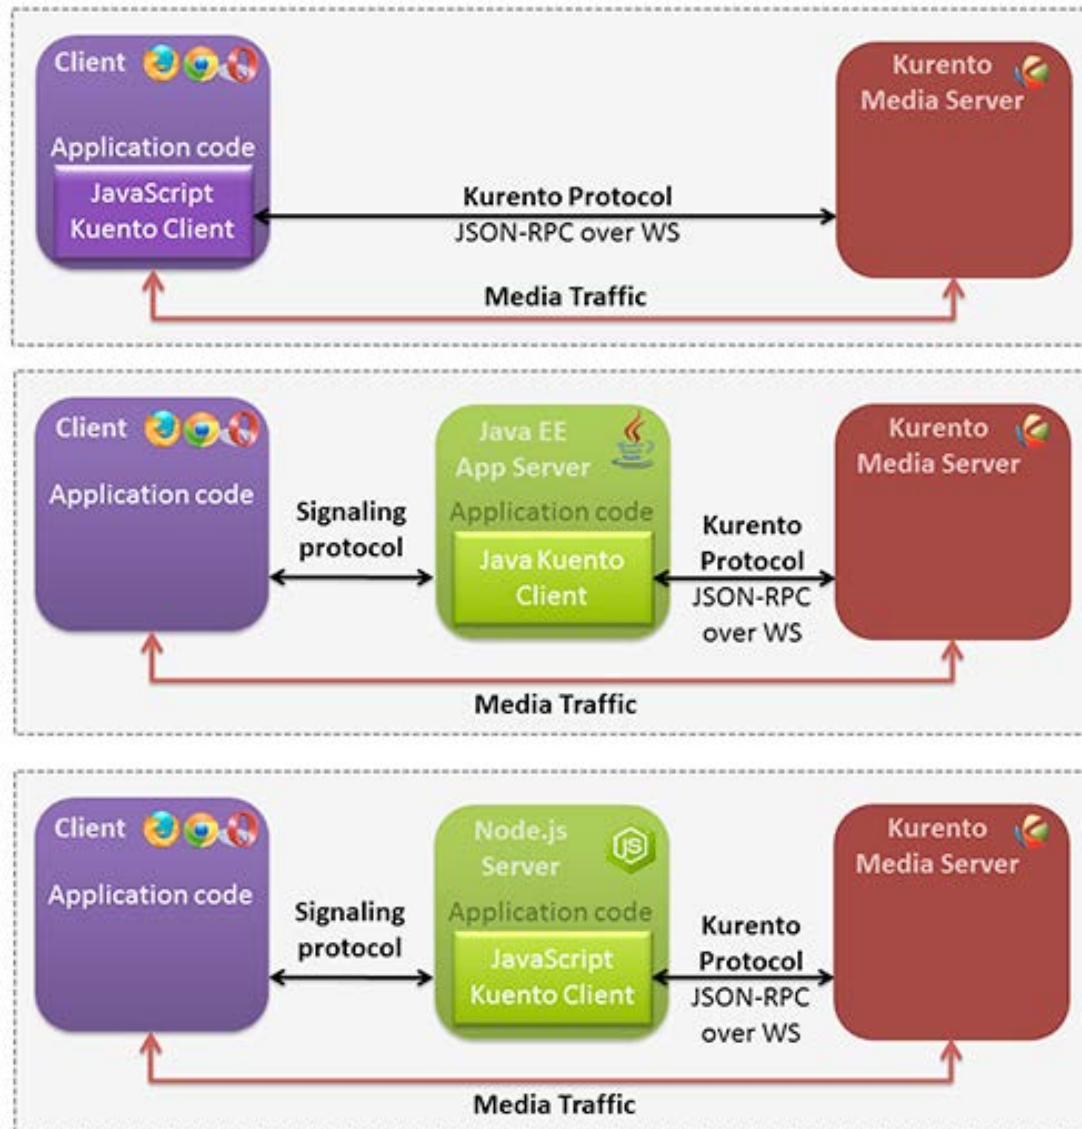 Client
Kurento
Media Server
Application code
JavaScript
Kuento Client
Kurento Protocol
JSON-RPC over WS
Media Traffic
Client
Java EE
App Server
Kurento
Media Server
Application code
Signaling
protocol
Application code
Java Kuento
Client
Kurento
Protocol
JSON-RPC
over WS
Media Traffic
Client
Node.js
Server
JS
Kurento
Media Server
Application code
Signaling
protocol
Application code
JavaScript
Kuento Client
Kurento
Protocol
JSON-RPC
over WS
Media Traffic